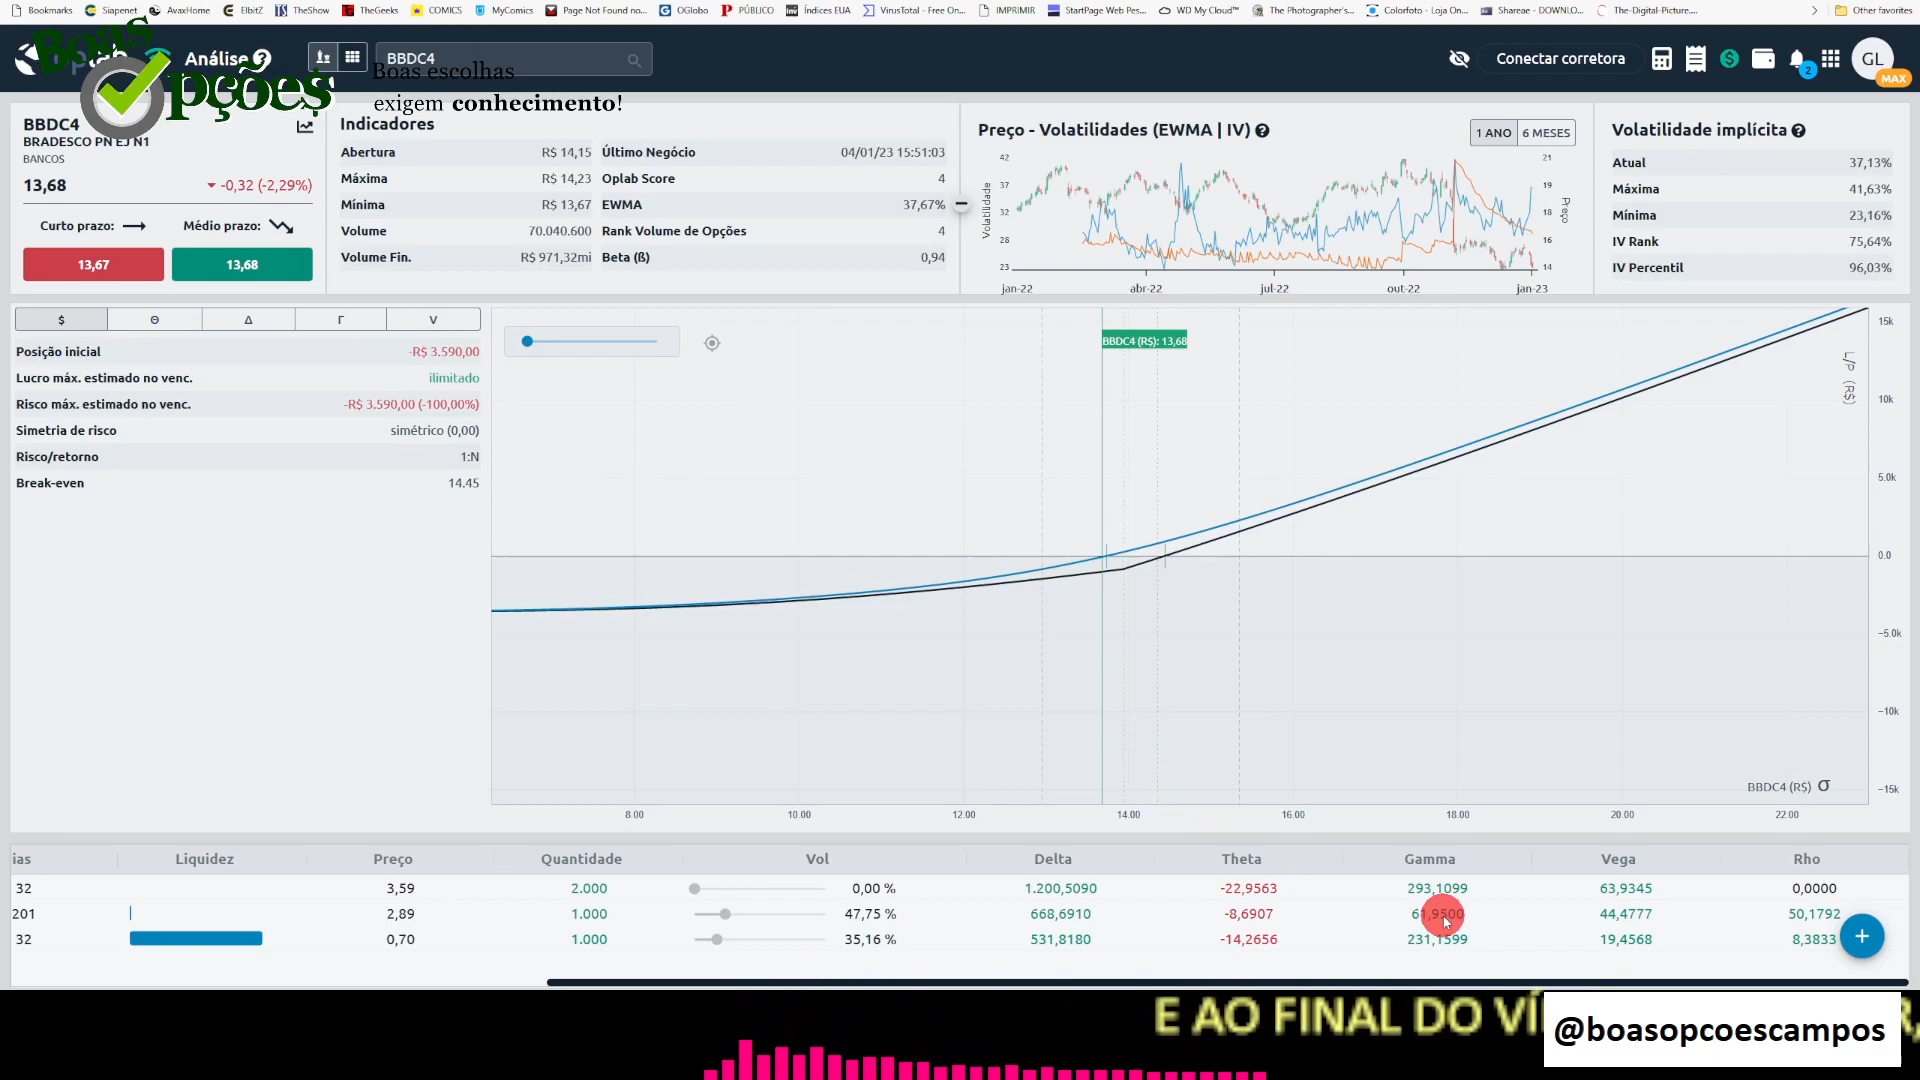 Bookmarks Siapenet AvaxHome ElbitZ TheShow TheGeeks COMICS MyComics Page Not Found no... OGlobo PÚBLICO Índices EUA VirusTotal - Free On... IMPRIMIR StartPage Web Pes... WD My Cloud™ The Photographer's... Colorfoto - Loja On... Shareae - DOWNLO... The-Digital-Picture.... Other favorites
Boas Opções
Análise
BBDC4
Boas escolhas
exigem conhecimento!
Conectar corretora
2
GL
MAX
BBDC4
BRADESCO PN EJ N1
BANCOS
13,68 -0,32 (-2,29%)
Curto prazo: Médio prazo:
13,67 13,68
Indicadores
Abertura R$ 14,15 Último Negócio 04/01/23 15:51:03
Máxima R$ 14,23 Oplab Score 4
Mínima R$ 13,67 EWMA 37,67%
Volume 70.040.600 Rank Volume de Opções 4
Volume Fin. R$ 971,32mi Beta (ß) 0,94
Preço - Volatilidades (EWMA | IV)
1 ANO 6 MESES
42 21
37 19
32 18
28 16
23 14
Volatilidade
Preço
jan-22 abr-22 jul-22 out-22 jan-23
Volatilidade implícita
Atual 37,13%
Máxima 41,63%
Mínima 23,16%
IV Rank 75,64%
IV Percentil 96,03%
$ Θ Δ Γ V
Posição inicial -R$ 3.590,00
Lucro máx. estimado no venc. ilimitado
Risco máx. estimado no venc. -R$ 3.590,00 (-100,00%)
Simetria de risco simétrico (0,00)
Risco/retorno 1:N
Break-even 14.45
BBDC4 (R$): 13,68
15k
L/P (R$)
10k
5.0k
0.0
−5.0k
−10k
BBDC4 (R$) σ
−15k
8.00 10.00 12.00 14.00 16.00 18.00 20.00 22.00
ias Liquidez Preço Quantidade Vol Delta Theta Gamma Vega Rho
32 3,59 2.000 0,00 % 1.200,5090 -22,9563 293,1099 63,9345 0,0000
201 2,89 1.000 47,75 % 668,6910 -8,6907 61,9500 44,4777 50,1792
32 0,70 1.000 35,16 % 531,8180 -14,2656 231,1599 19,4568 8,3833
+
E AO FINAL DO VÍ
@boasopcoescampos